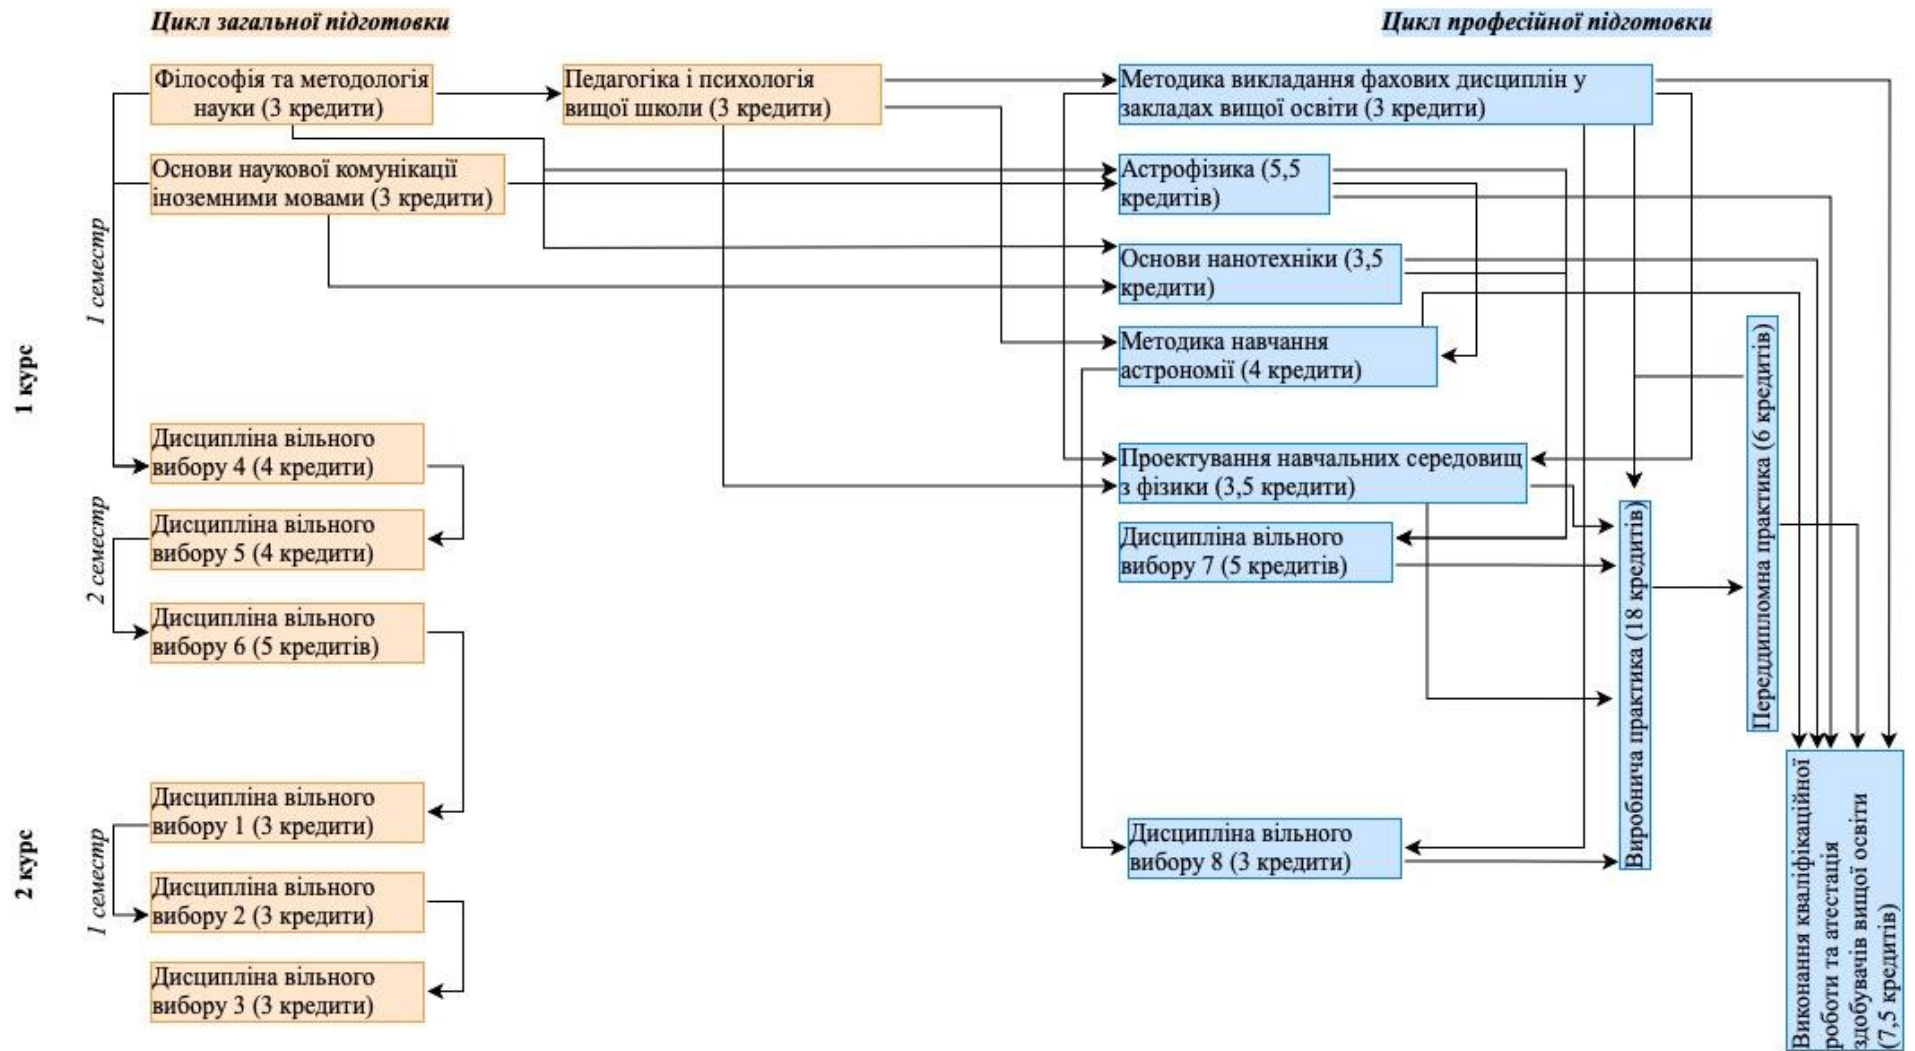 Цикл загальної підготовки
Цикл професійної підготовки
Філософія та методологія
науки (3 кредити)
Педагогіка і психологія
вищої школи (3 кредити)
Методика викладання фахових дисциплін у
закладах вищої освіти (3 кредити)
Основи наукової комунікації
іноземними мовами (3 кредити)
Астрофізика (5,5
кредитів)
1 семестр
Основи нанотехніки (3,5
кредити)
Методика навчання
астрономії (4 кредити)
1 курс
Дисципліна вільного
вибору 4 (4 кредити)
Проектування навчальних середовищ
з фізики (3,5 кредити)
2 семестр
Дисципліна вільного
вибору 5 (4 кредити)
Дисципліна вільного
вибору 7 (5 кредитів)
Дисципліна вільного
вибору 6 (5 кредитів)
Виробнича практика (18 кредитів)
Переддипломна практика (6 кредитів)
2 курс
1 семестр
Дисципліна вільного
вибору 1 (3 кредити)
Дисципліна вільного
вибору 8 (3 кредити)
Дисципліна вільного
вибору 2 (3 кредити)
Дисципліна вільного
вибору 3 (3 кредити)
Виконання кваліфікаційної
роботи та атестація
здобувачів вищої освіти
(7,5 кредитів)